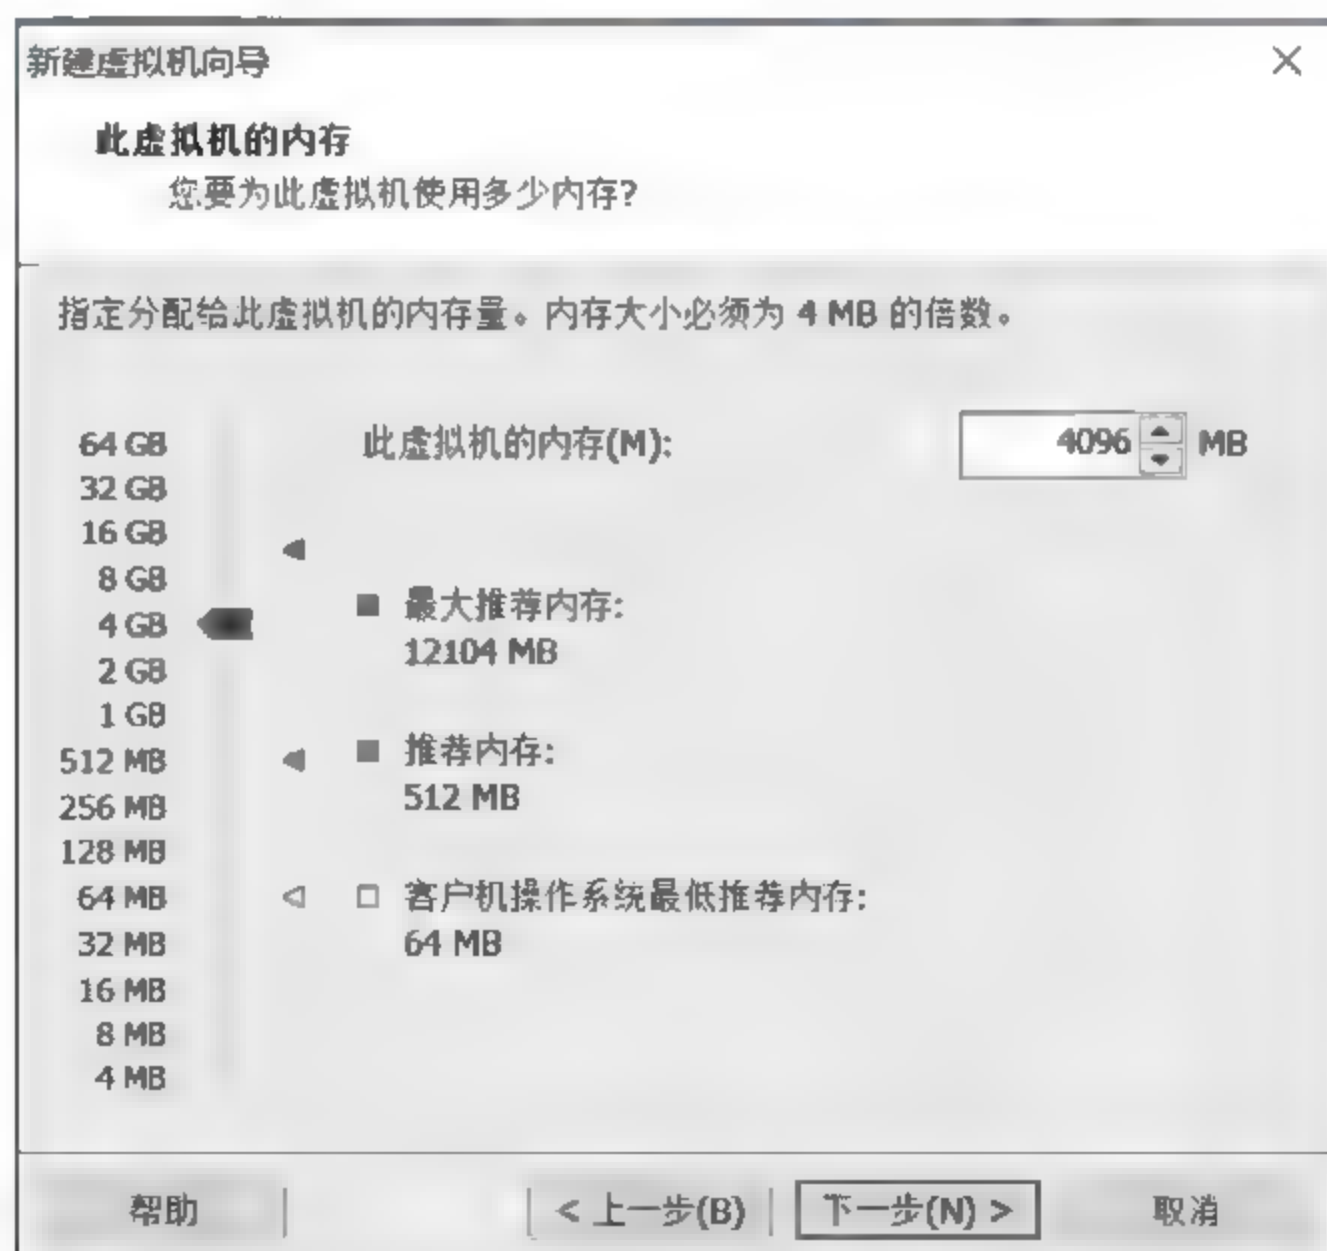 新建虚拟机向导
此虚拟机的内存
您要为此虚拟机使用多少内存?
指定分配给此虚拟机的内存量。内存大小必须为 4 MB 的倍数。
64 GB
32 GB
16 GB
8 GB
4 GB
2 GB
1 GB
512 MB
256 MB
128 MB
64 MB
32 MB
16 MB
8 MB
4 MB
此虚拟机的内存(M): 4096 MB
最大推荐内存:
12104 MB
推荐内存:
512 MB
客户机操作系统最低推荐内存:
64 MB
帮助 < 上一步(B) 下一步(N) > 取消